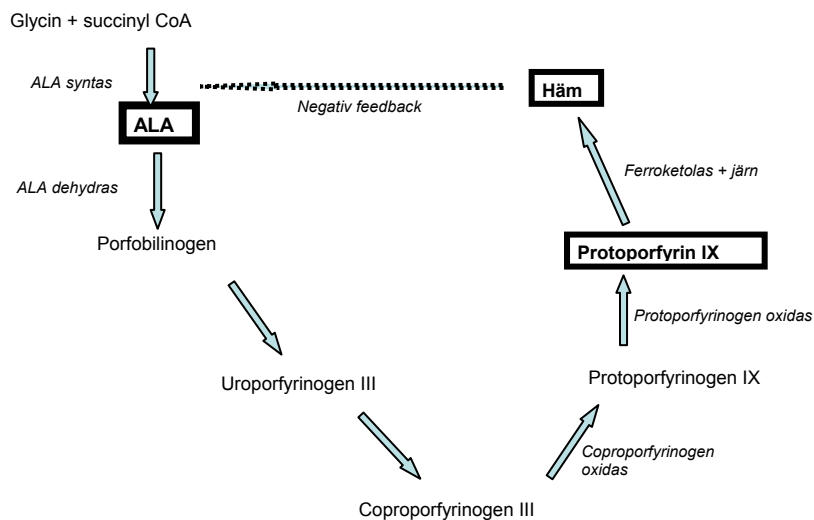 Glycin + succinyl CoA
ALA syntas
ALA
ALA dehydras
Porfobilinogen
Uroporfyrinogen III
Coproporfyrinogen III
Coproporfyrinogen
oxidas
Protoporfyrinogen IX
Protoporfyrinogen oxidas
Protoporfyrin IX
Ferroketolas + järn
Häm
Negativ feedback